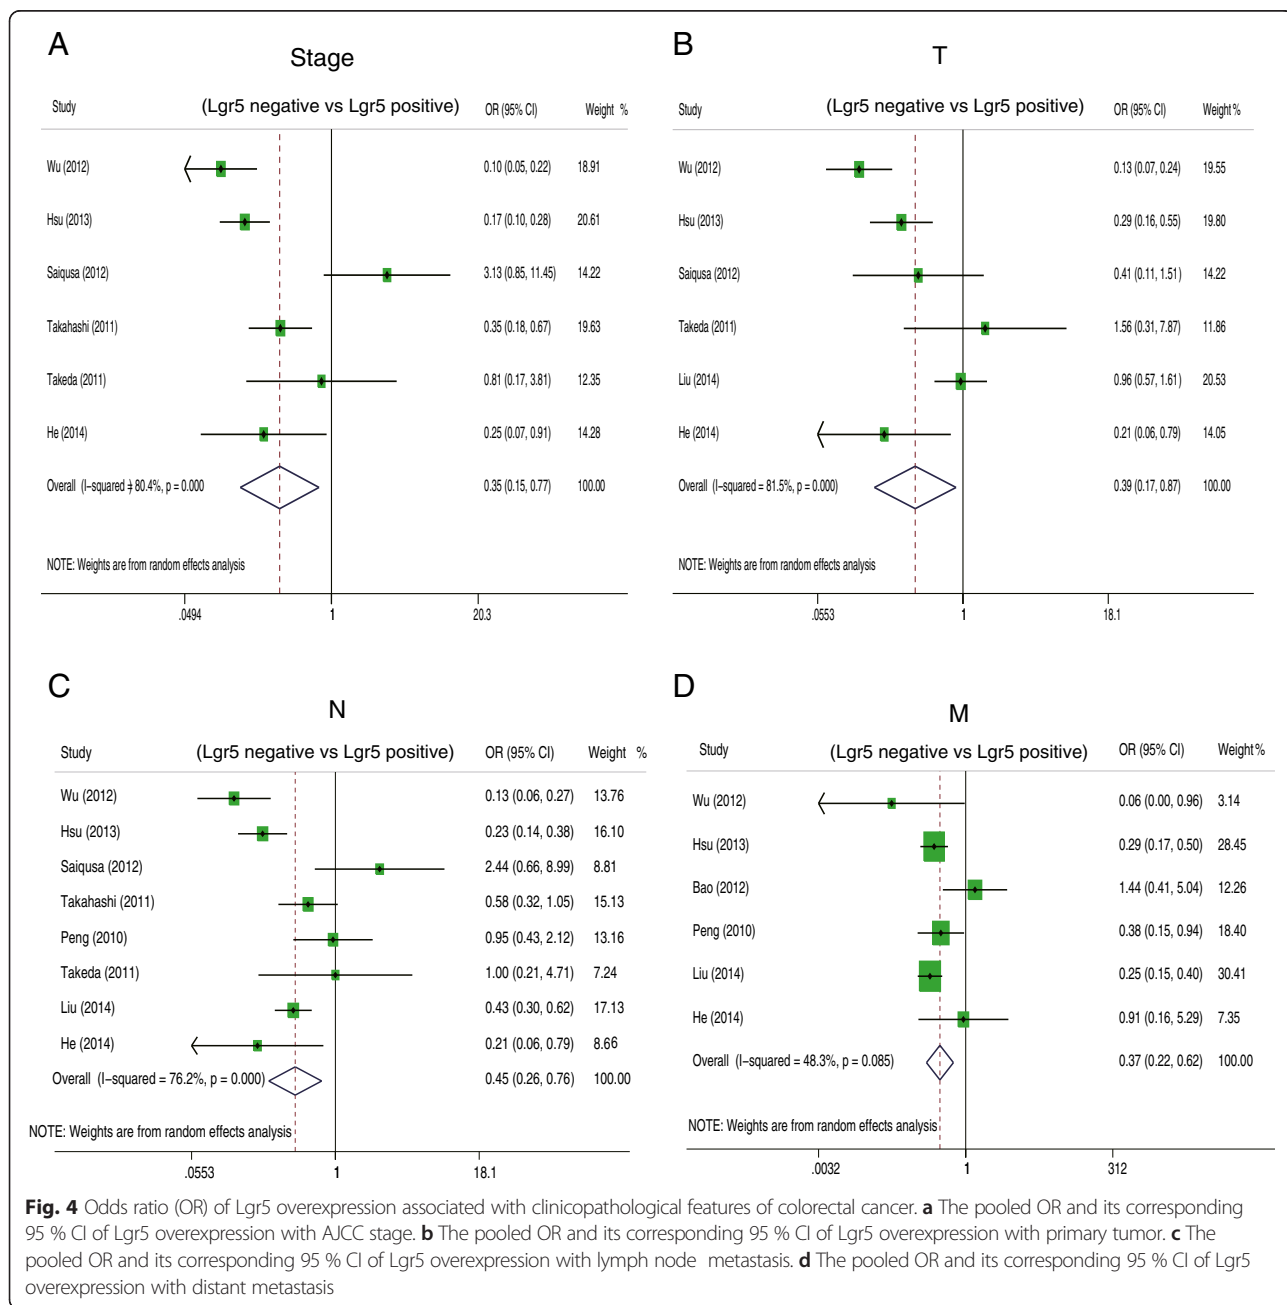 A
Stage
Study (Lgr5 negative vs Lgr5 positive) OR (95% CI) Weight %
Wu (2012) 0.10 (0.05, 0.22) 18.91
Hsu (2013) 0.17 (0.10, 0.28) 20.61
Saiqusa (2012) 3.13 (0.85, 11.45) 14.22
Takahashi (2011) 0.35 (0.18, 0.67) 19.63
Takeda (2011) 0.81 (0.17, 3.81) 12.35
He (2014) 0.25 (0.07, 0.91) 14.28
Overall (I-squared = 80.4%, p = 0.000 0.35 (0.15, 0.77) 100.00
NOTE: Weights are from random effects analysis
.0494 1 20.3
B
T
Study (Lgr5 negative vs Lgr5 positive) OR (95% CI) Weight %
Wu (2012) 0.13 (0.07, 0.24) 19.55
Hsu (2013) 0.29 (0.16, 0.55) 19.80
Saiqusa (2012) 0.41 (0.11, 1.51) 14.22
Takeda (2011) 1.56 (0.31, 7.87) 11.86
Liu (2014) 0.96 (0.57, 1.61) 20.53
He (2014) 0.21 (0.06, 0.79) 14.05
Overall (I-squared = 81.5%, p = 0.000) 0.39 (0.17, 0.87) 100.00
NOTE: Weights are from random effects analysis
.0553 1 18.1
C
N
Study (Lgr5 negative vs Lgr5 positive) OR (95% CI) Weight %
Wu (2012) 0.13 (0.06, 0.27) 13.76
Hsu (2013) 0.23 (0.14, 0.38) 16.10
Saiqusa (2012) 2.44 (0.66, 8.99) 8.81
Takahashi (2011) 0.58 (0.32, 1.05) 15.13
Peng (2010) 0.95 (0.43, 2.12) 13.16
Takeda (2011) 1.00 (0.21, 4.71) 7.24
Liu (2014) 0.43 (0.30, 0.62) 17.13
He (2014) 0.21 (0.06, 0.79) 8.66
Overall (I-squared = 76.2%, p = 0.000) 0.45 (0.26, 0.76) 100.00
NOTE: Weights are from random effects analysis
.0553 1 18.1
D
M
Study (Lgr5 negative vs Lgr5 positive) OR (95% CI) Weight %
Wu (2012) 0.06 (0.00, 0.96) 3.14
Hsu (2013) 0.29 (0.17, 0.50) 28.45
Bao (2012) 1.44 (0.41, 5.04) 12.26
Peng (2010) 0.38 (0.15, 0.94) 18.40
Liu (2014) 0.25 (0.15, 0.40) 30.41
He (2014) 0.91 (0.16, 5.29) 7.35
Overall (I-squared = 48.3%, p = 0.085) 0.37 (0.22, 0.62) 100.00
NOTE: Weights are from random effects analysis
.0032 1 312
Fig. 4 Odds ratio (OR) of Lgr5 overexpression associated with clinicopathological features of colorectal cancer. a The pooled OR and its corresponding
95 % CI of Lgr5 overexpression with AJCC stage. b The pooled OR and its corresponding 95 % CI of Lgr5 overexpression with primary tumor. c The
pooled OR and its corresponding 95 % CI of Lgr5 overexpression with lymph node metastasis. d The pooled OR and its corresponding 95 % CI of Lgr5
overexpression with distant metastasis